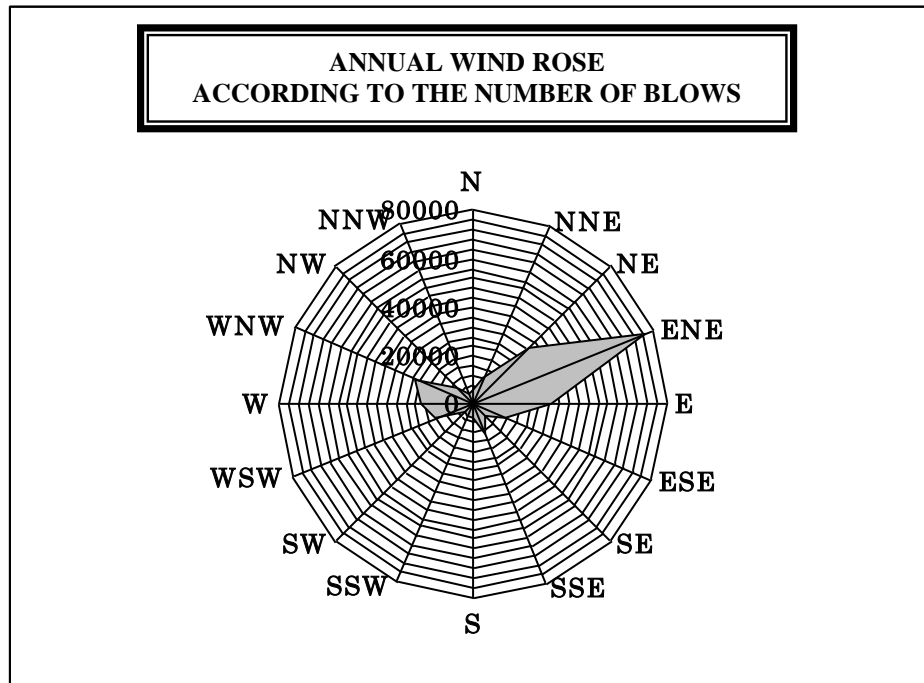 ANNUAL WIND ROSE
ACCORDING TO THE NUMBER OF BLOWS
N
NNW
80000
NNE
NW
60000
NE
WNW
40000
ENE
20000
W
0
E
WSW
ESE
SW
SE
SSW
SSE
S